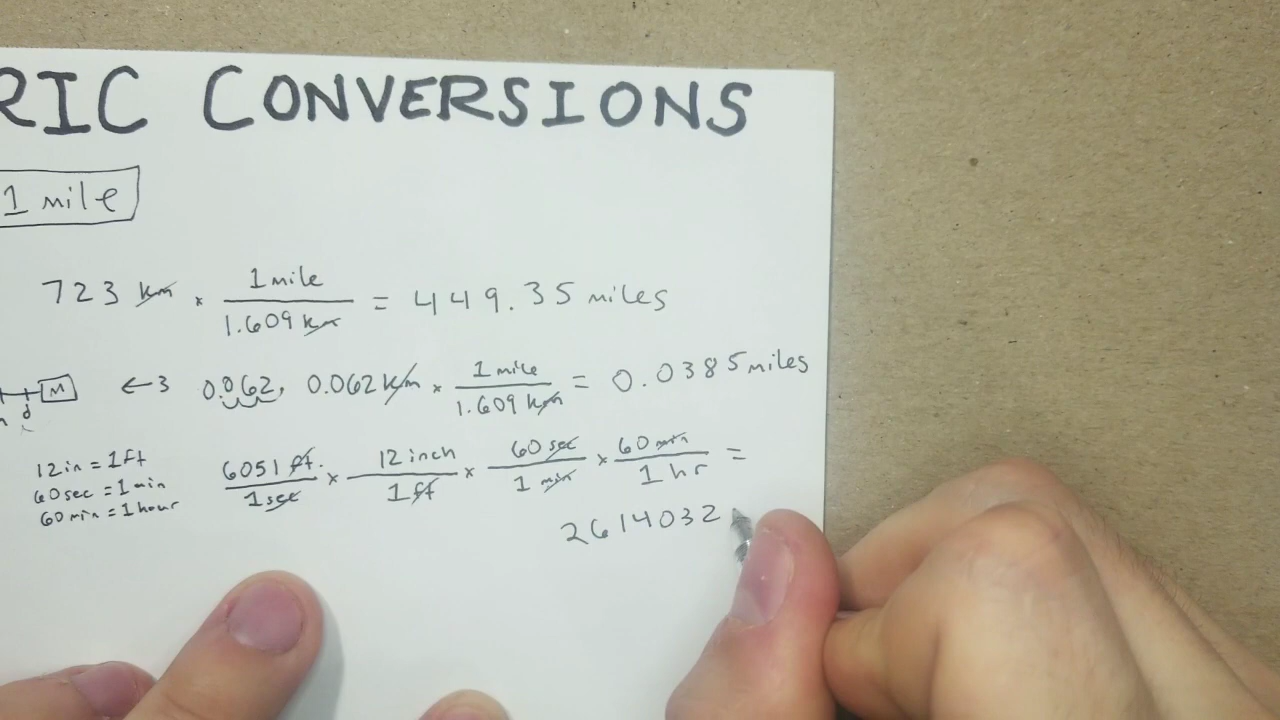 RIC CONVERSIONS
1 mile
723 km × 1 mile / 1.609 km = 449.35 miles
M ← 3 0.062, 0.062 km × 1 mile / 1.609 km = 0.0385 miles
d
12 in = 1 ft
60 sec = 1 min
60 min = 1 hour
6051 ft. / 1 sec × 12 inch / 1 ft × 60 sec / 1 min × 60 min / 1 hr =
2614032